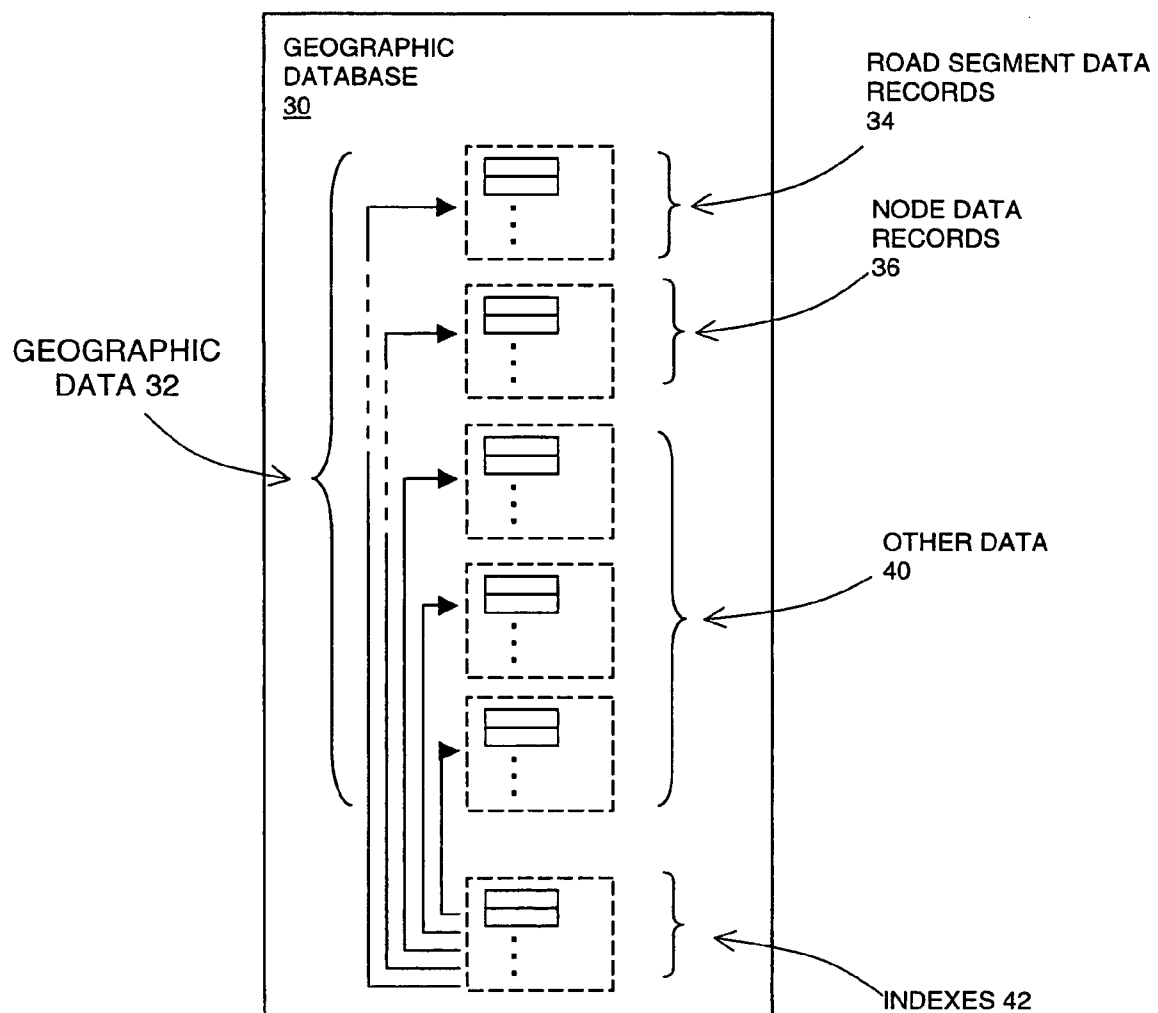 GEOGRAPHIC
DATABASE
30
ROAD SEGMENT DATA
RECORDS
34
NODE DATA
RECORDS
36
GEOGRAPHIC
DATA 32
OTHER DATA
40
INDEXES 42